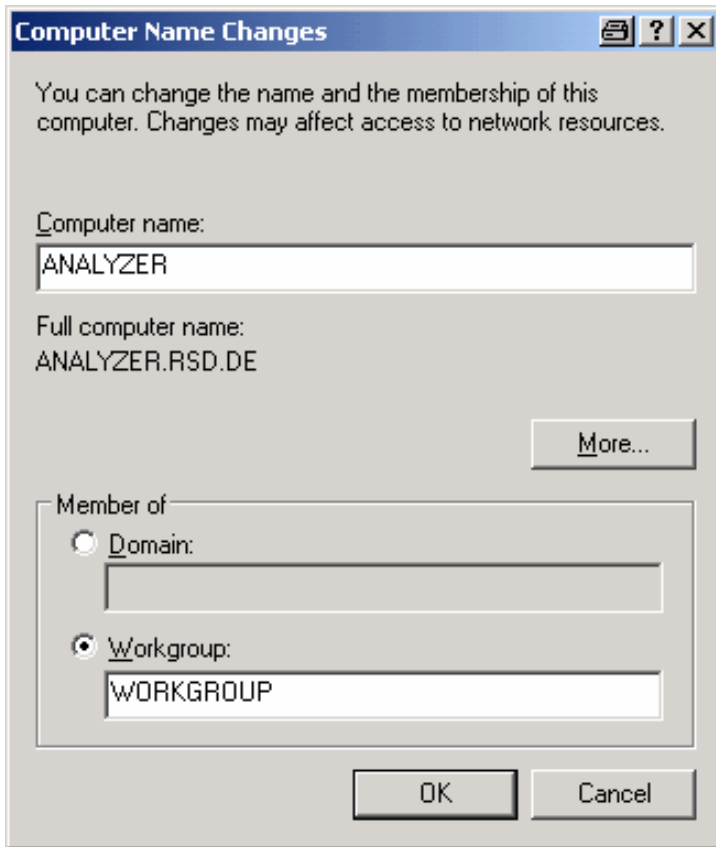 Computer Name Changes
You can change the name and the membership of this
computer. Changes may affect access to network resources.
Computer name:
ANALYZER
Full computer name:
ANALYZER.RSD.DE
More...
Member of
Domain:
Workgroup:
WORKGROUP
OK Cancel